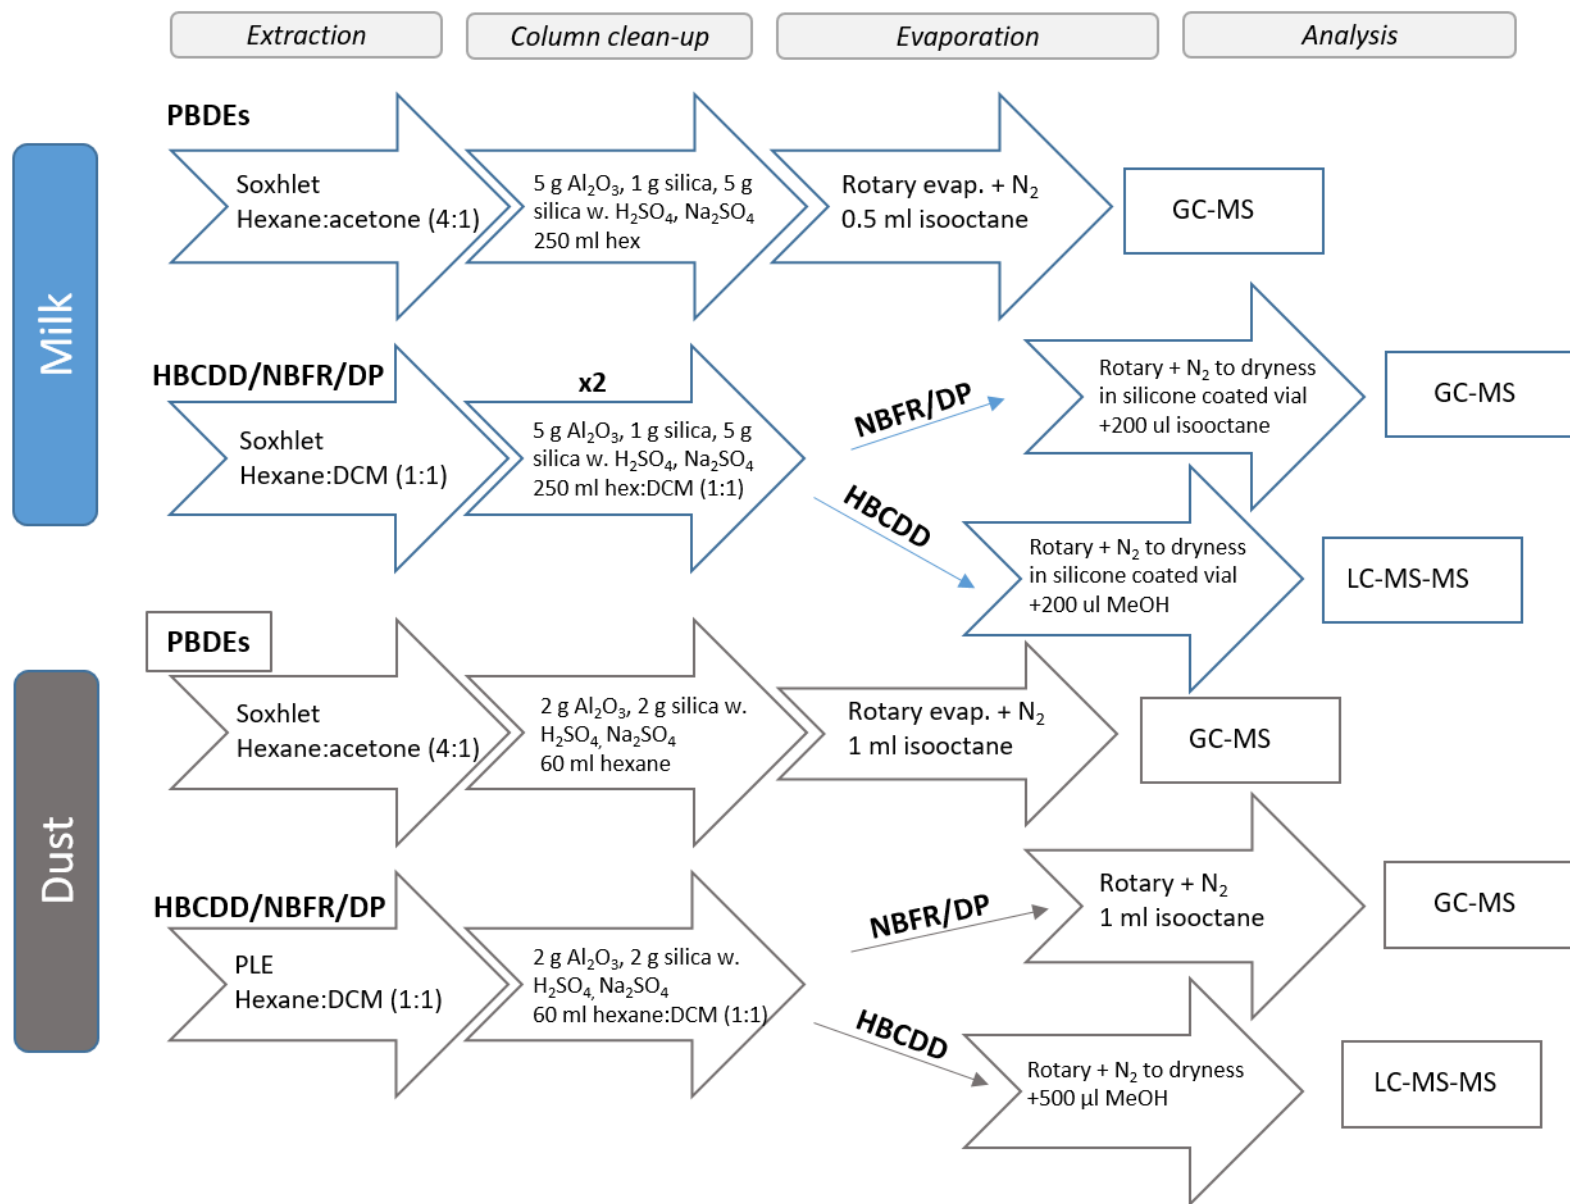 Extraction
Column clean-up
Evaporation
Analysis
Milk
PBDEs
Soxhlet
Hexane:acetone (4:1)
5 g Al₂O₃, 1 g silica, 5 g
silica w. H₂SO₄, Na₂SO₄
250 ml hex
Rotary evap. + N₂
0.5 ml isooctane
GC-MS
HBCDD/NBFR/DP
Soxhlet
Hexane:DCM (1:1)
x2
5 g Al₂O₃, 1 g silica, 5 g
silica w. H₂SO₄, Na₂SO₄
250 ml hex:DCM (1:1)
NBFR/DP
Rotary + N₂ to dryness
in silicone coated vial
+200 ul isooctane
GC-MS
HBCDD
Rotary + N₂ to dryness
in silicone coated vial
+200 ul MeOH
LC-MS-MS
Dust
PBDEs
Soxhlet
Hexane:acetone (4:1)
2 g Al₂O₃, 2 g silica w.
H₂SO₄, Na₂SO₄
60 ml hexane
Rotary evap. + N₂
1 ml isooctane
GC-MS
HBCDD/NBFR/DP
PLE
Hexane:DCM (1:1)
2 g Al₂O₃, 2 g silica w.
H₂SO₄, Na₂SO₄
60 ml hexane:DCM (1:1)
NBFR/DP
Rotary + N₂
1 ml isooctane
GC-MS
HBCDD
Rotary + N₂ to dryness
+500 µl MeOH
LC-MS-MS